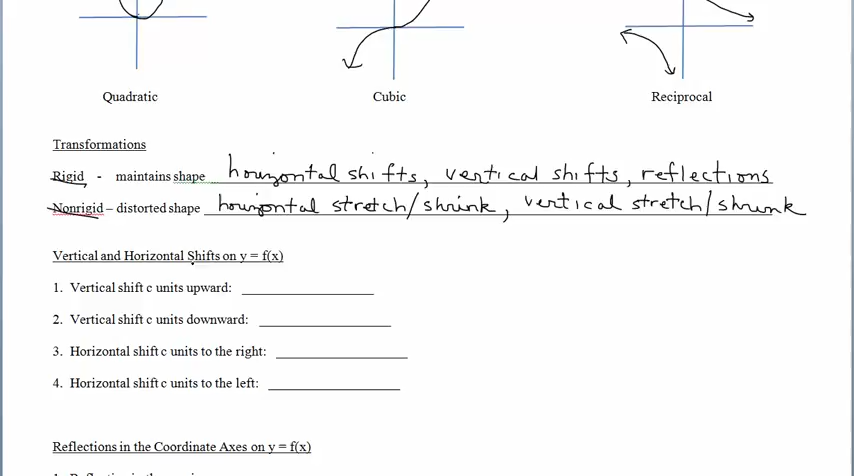 Quadratic Cubic Reciprocal
Transformations
Rigid - maintains shape horizontal shifts, vertical shifts, reflections
Nonrigid – distorted shape horizontal stretch/shrink, vertical stretch/shrink
Vertical and Horizontal Shifts on y = f(x)
1. Vertical shift c units upward:
2. Vertical shift c units downward:
3. Horizontal shift c units to the right:
4. Horizontal shift c units to the left:
Reflections in the Coordinate Axes on y = f(x)